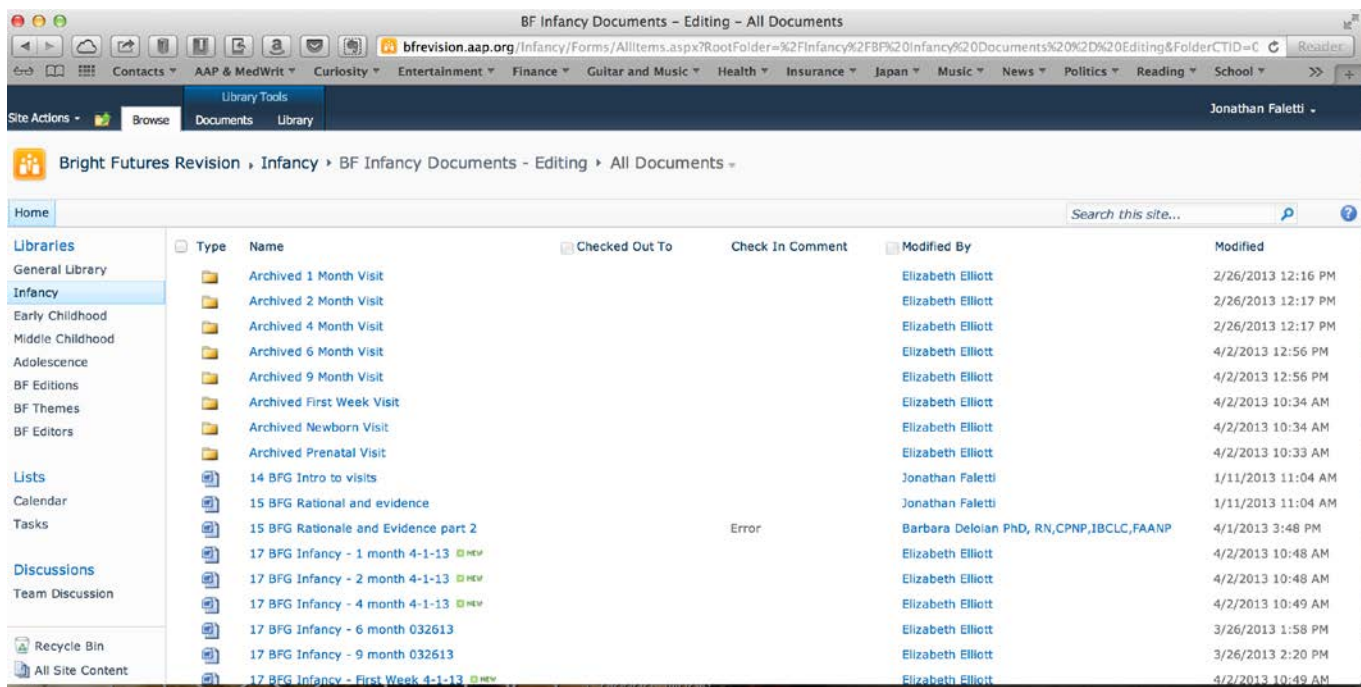 BF Infancy Documents – Editing – All Documents
bfrevision.aap.org/Infancy/Forms/AllItems.aspx?RootFolder=%2FInfancy%2FBF%20Infancy%20Documents%20%2D%20Editing&FolderCTID=0 Reader
Contacts AAP & MedWrit Curiosity Entertainment Finance Guitar and Music Health Insurance Japan Music News Politics Reading School >> +
Library Tools
Site Actions Browse Documents Library Jonathan Faletti
Bright Futures Revision Infancy BF Infancy Documents - Editing All Documents
Home Search this site...
Libraries Type Name Checked Out To Check In Comment Modified By Modified
General Library Archived 1 Month Visit Elizabeth Elliott 2/26/2013 12:16 PM
Infancy Archived 2 Month Visit Elizabeth Elliott 2/26/2013 12:17 PM
Early Childhood Archived 4 Month Visit Elizabeth Elliott 2/26/2013 12:17 PM
Middle Childhood Archived 6 Month Visit Elizabeth Elliott 4/2/2013 12:56 PM
Adolescence Archived 9 Month Visit Elizabeth Elliott 4/2/2013 12:56 PM
BF Editions Archived First Week Visit Elizabeth Elliott 4/2/2013 10:34 AM
BF Themes Archived Newborn Visit Elizabeth Elliott 4/2/2013 10:34 AM
BF Editors Archived Prenatal Visit Elizabeth Elliott 4/2/2013 10:33 AM
Lists 14 BFG Intro to visits Jonathan Faletti 1/11/2013 11:04 AM
Calendar 15 BFG Rational and evidence Jonathan Faletti 1/11/2013 11:04 AM
Tasks 15 BFG Rationale and Evidence part 2 Error Barbara Deloian PhD, RN,CPNP,IBCLC,FAANP 4/1/2013 3:48 PM
17 BFG Infancy - 1 month 4-1-13 NEW Elizabeth Elliott 4/2/2013 10:48 AM
Discussions 17 BFG Infancy - 2 month 4-1-13 NEW Elizabeth Elliott 4/2/2013 10:48 AM
Team Discussion 17 BFG Infancy - 4 month 4-1-13 NEW Elizabeth Elliott 4/2/2013 10:49 AM
Recycle Bin 17 BFG Infancy - 6 month 032613 Elizabeth Elliott 3/26/2013 1:58 PM
All Site Content 17 BFG Infancy - 9 month 032613 Elizabeth Elliott 3/26/2013 2:20 PM
17 BFG Infancy - First Week 4-1-13 NEW Elizabeth Elliott 4/2/2013 10:49 AM